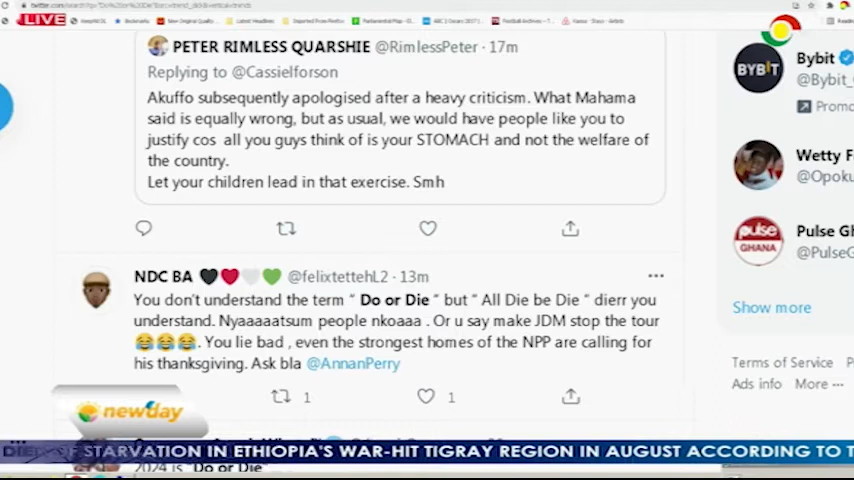 LIVE
PETER RIMLESS QUARSHIE @RimlessPeter · 17m
Replying to @Cassielforson
Akuffo subsequently apologised after a heavy criticism. What Mahama
said is equally wrong, but as usual, we would have people like you to
justify cos all you guys think of is your STOMACH and not the welfare of
the country.
Let your children lead in that exercise. Smh
NDC BA @felixtettehL2 · 13m
You don't understand the term " Do or Die " but " All Die be Die " dierr you
understand. Nyaaaaatsum people nkoaaa . Or u say make JDM stop the tour
😂😂😂. You lie bad , even the strongest homes of the NPP are calling for
his thanksgiving. Ask bla @AnnanPerry
1
1
BYBIT
Bybit
@Bybit_
Promo
Wetty F
@Opoku
pulse
GHANA
Pulse Gh
@PulseG
Show more
Terms of Service
Ads info More ···
newday
OF STARVATION IN ETHIOPIA'S WAR-HIT TIGRAY REGION IN AUGUST ACCORDING TO T
2024 is "Do or Die"